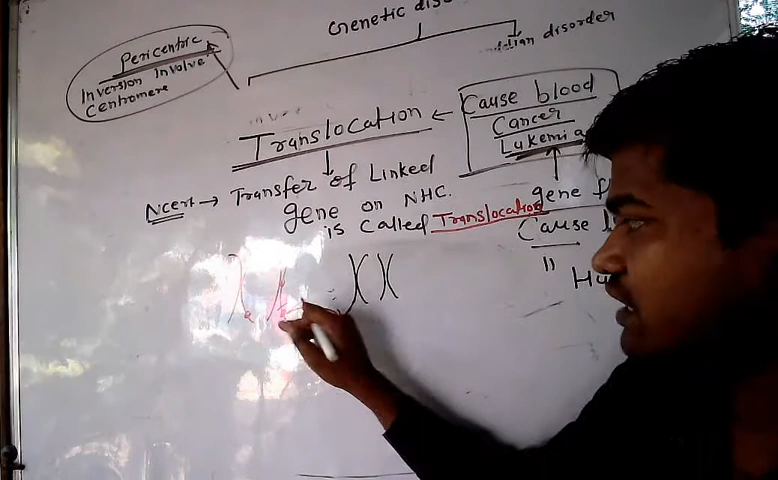 Genetic
disorder
Pericentric
Inversion Involve
Centromere
Translocation ←
Cause blood
Cancer
Lukemia
Ncert → Transfer of Linked
gene on NHC.
is called Translocation
gene
Cause